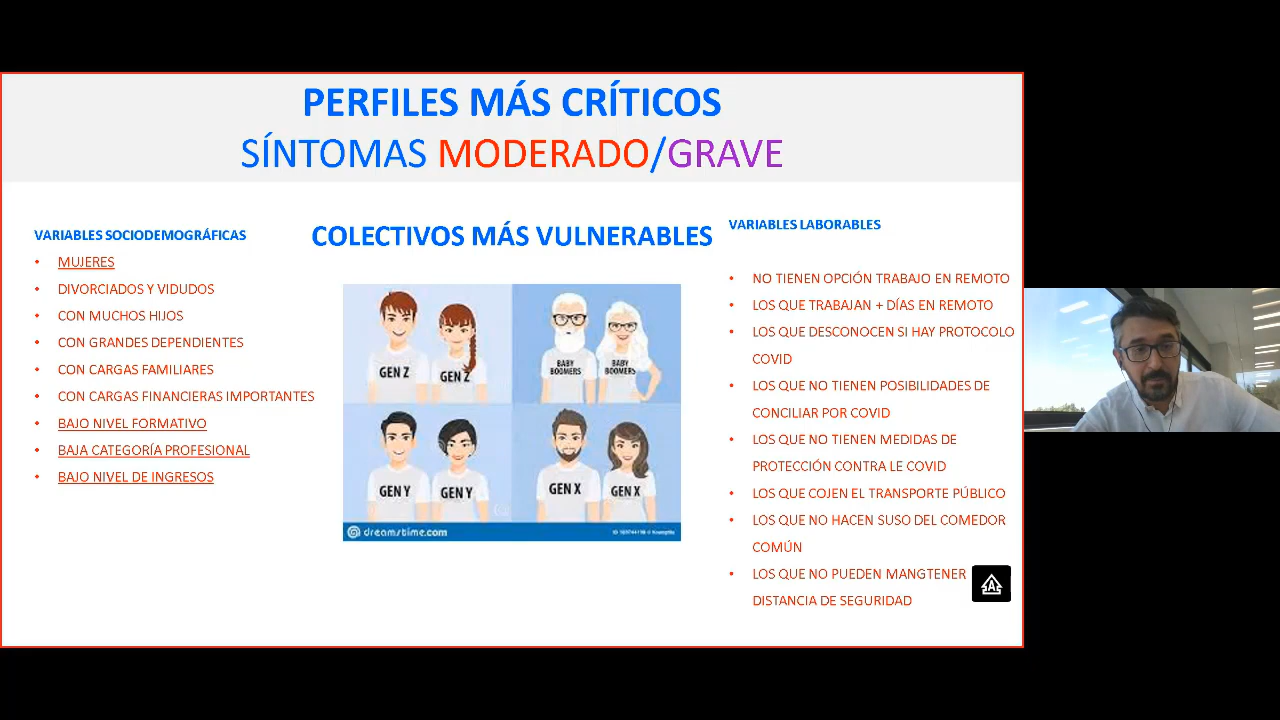 PERFILES MÁS CRÍTICOS
SÍNTOMAS MODERADO/GRAVE
VARIABLES SOCIODEMOGRÁFICAS
• MUJERES
• DIVORCIADOS Y VIDUDOS
• CON MUCHOS HIJOS
• CON GRANDES DEPENDIENTES
• CON CARGAS FAMILIARES
• CON CARGAS FINANCIERAS IMPORTANTES
• BAJO NIVEL FORMATIVO
• BAJA CATEGORÍA PROFESIONAL
• BAJO NIVEL DE INGRESOS
COLECTIVOS MÁS VULNERABLES
GEN Z
GEN Z
BABY
BOOMERS
BABY
BOOMERS
GEN Y
GEN Y
GEN X
GEN X
dreamstime.com
VARIABLES LABORABLES
• NO TIENEN OPCIÓN TRABAJO EN REMOTO
• LOS QUE TRABAJAN + DÍAS EN REMOTO
• LOS QUE DESCONOCEN SI HAY PROTOCOLO
COVID
• LOS QUE NO TIENEN POSIBILIDADES DE
CONCILIAR POR COVID
• LOS QUE NO TIENEN MEDIDAS DE
PROTECCIÓN CONTRA LE COVID
• LOS QUE COJEN EL TRANSPORTE PÚBLICO
• LOS QUE NO HACEN SUSO DEL COMEDOR
COMÚN
• LOS QUE NO PUEDEN MANGTENER
DISTANCIA DE SEGURIDAD
A